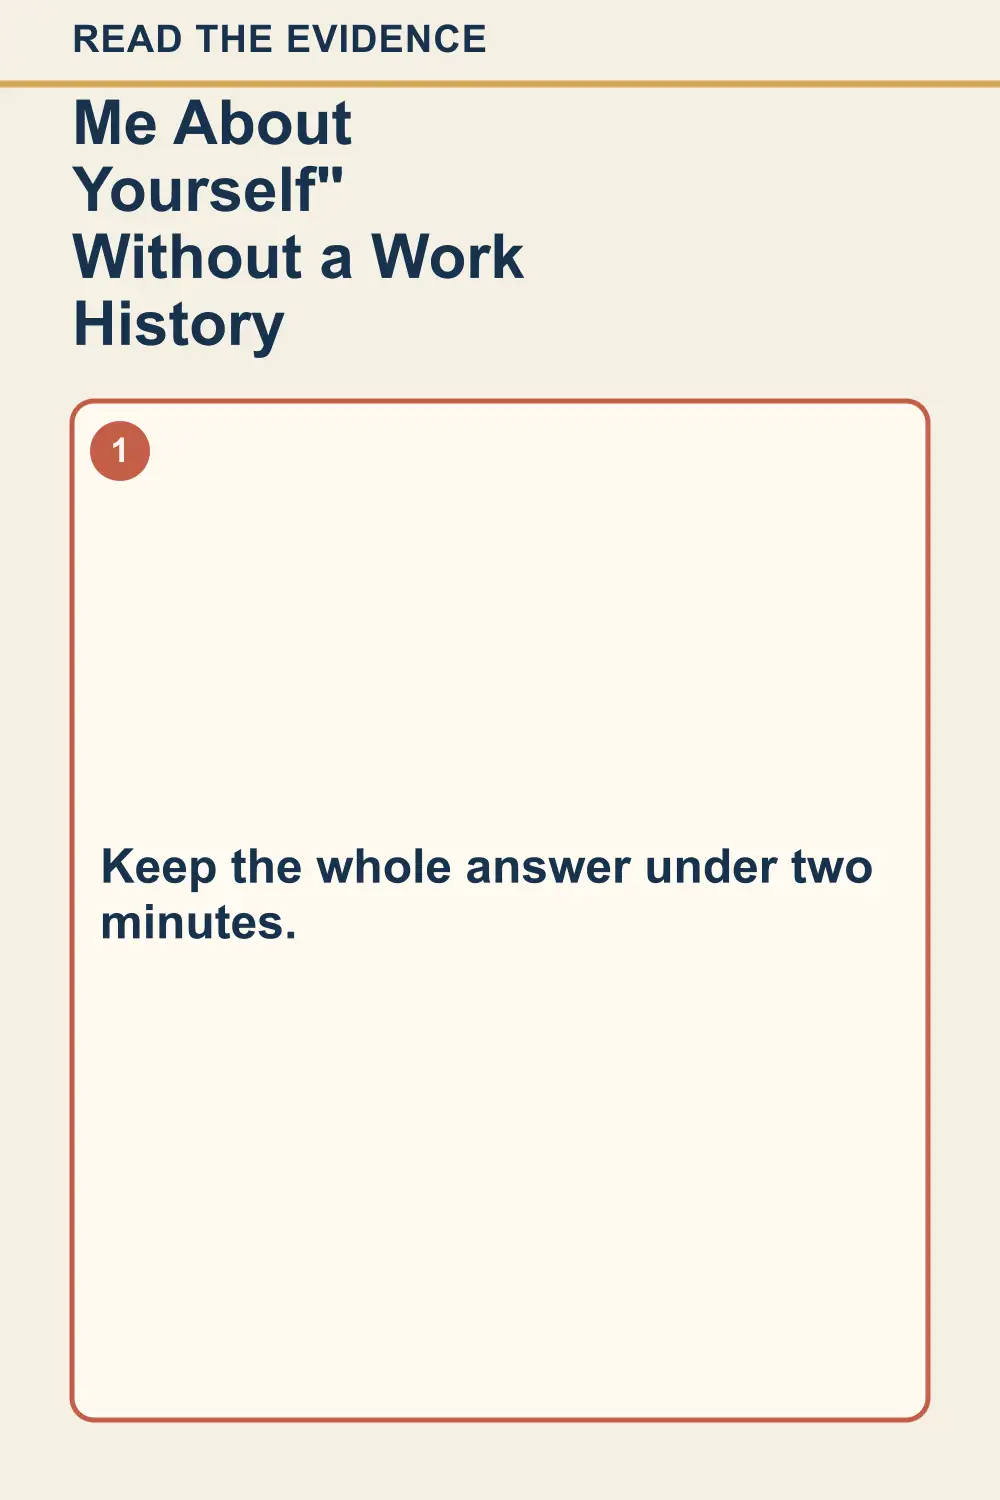 READ THE EVIDENCE
Me About
Yourself"
Without a Work
History
1
Keep the whole answer under two
minutes.